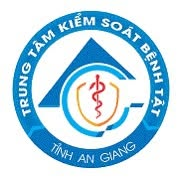 TRUNG TÂM KIỂM SOÁT BỆNH TẬT
TỈNH AN GIANG